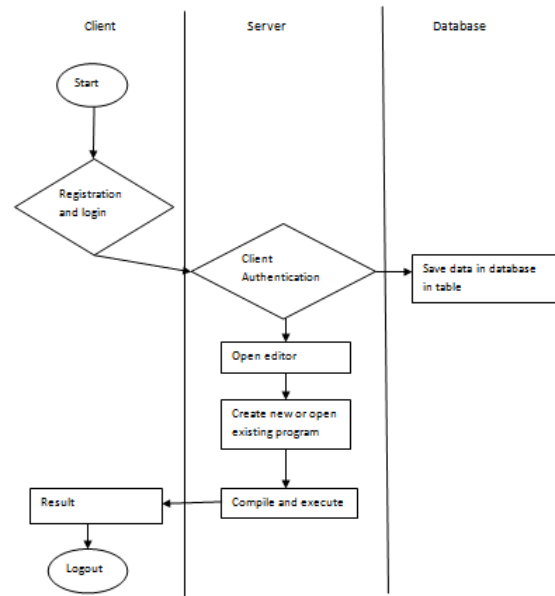 Client
Server
Database
Start
Registration
and login
Client
Authentication
Save data in database
in table
Open editor
Create new or open
existing program
Compile and execute
Result
Logout